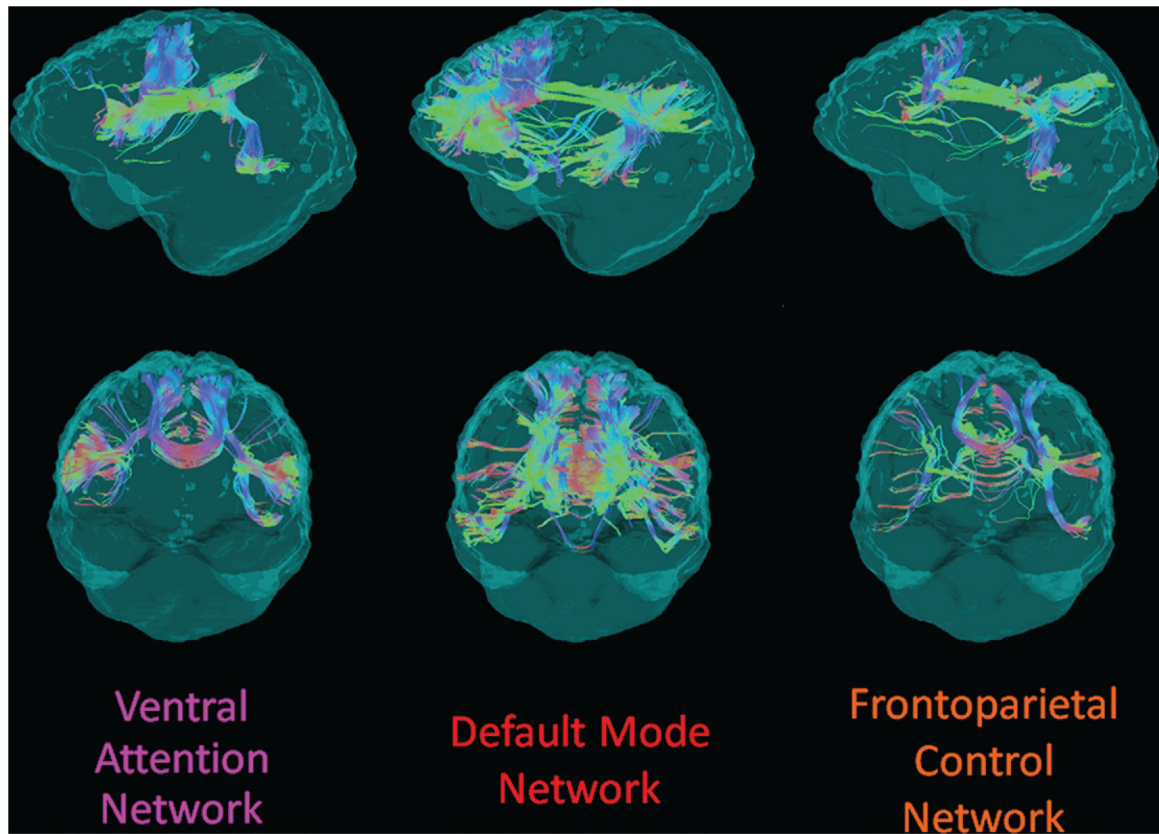 Ventral
Attention
Network
Default Mode
Network
Frontoparietal
Control
Network